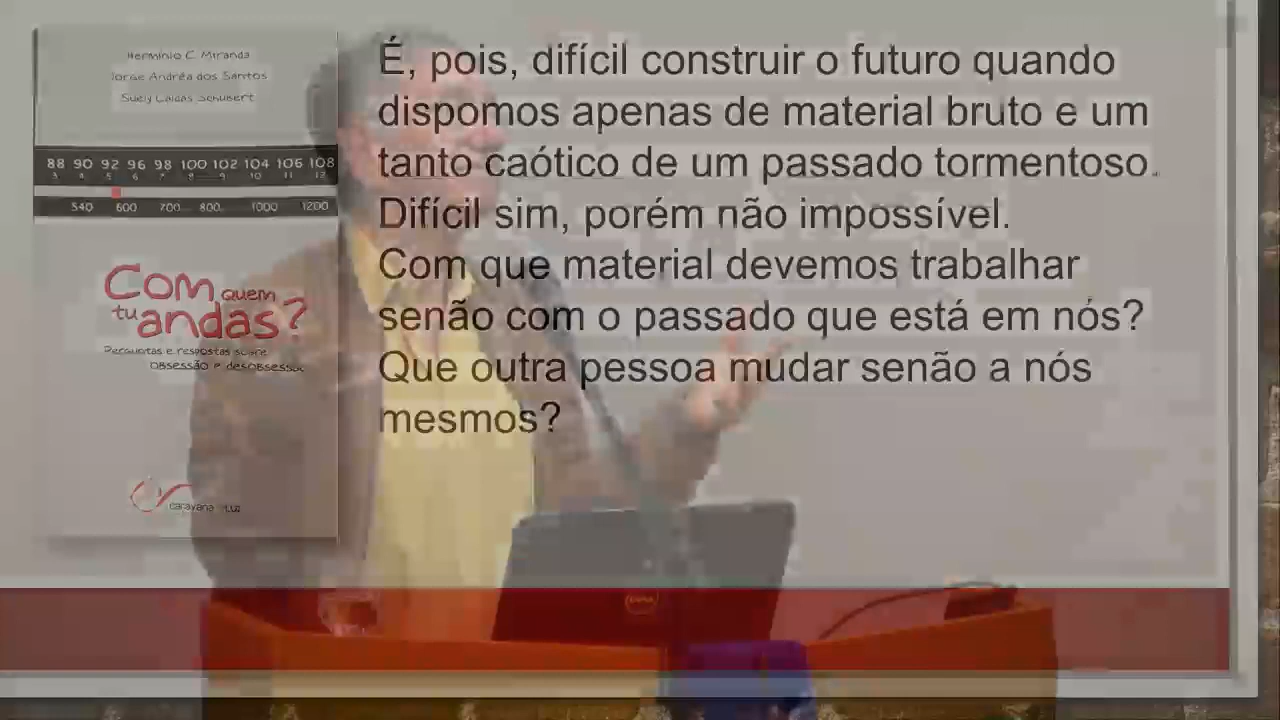 Hermínio C. Miranda
Jorge Andréa dos Santos
Suely Caldas Schubert
88 90 92 96 98 100 102 104 106 108
540 600 700 800 1000 1200
Com quem
tu andas?
Perguntas e respostas sobre
obsessão e desobsessão
caravana luz
É, pois, difícil construir o futuro quando
dispomos apenas de material bruto e um
tanto caótico de um passado tormentoso.
Difícil sim, porém não impossível.
Com que material devemos trabalhar
senão com o passado que está em nós?
Que outra pessoa mudar senão a nós
mesmos?
DELL